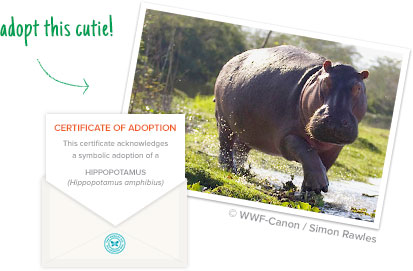 adopt this cutie!
CERTIFICATE OF ADOPTION
This certificate acknowledges
a symbolic adoption of a
HIPPOPOTAMUS
(Hippopotamus amphibius)
© WWF-Canon / Simon Rawles